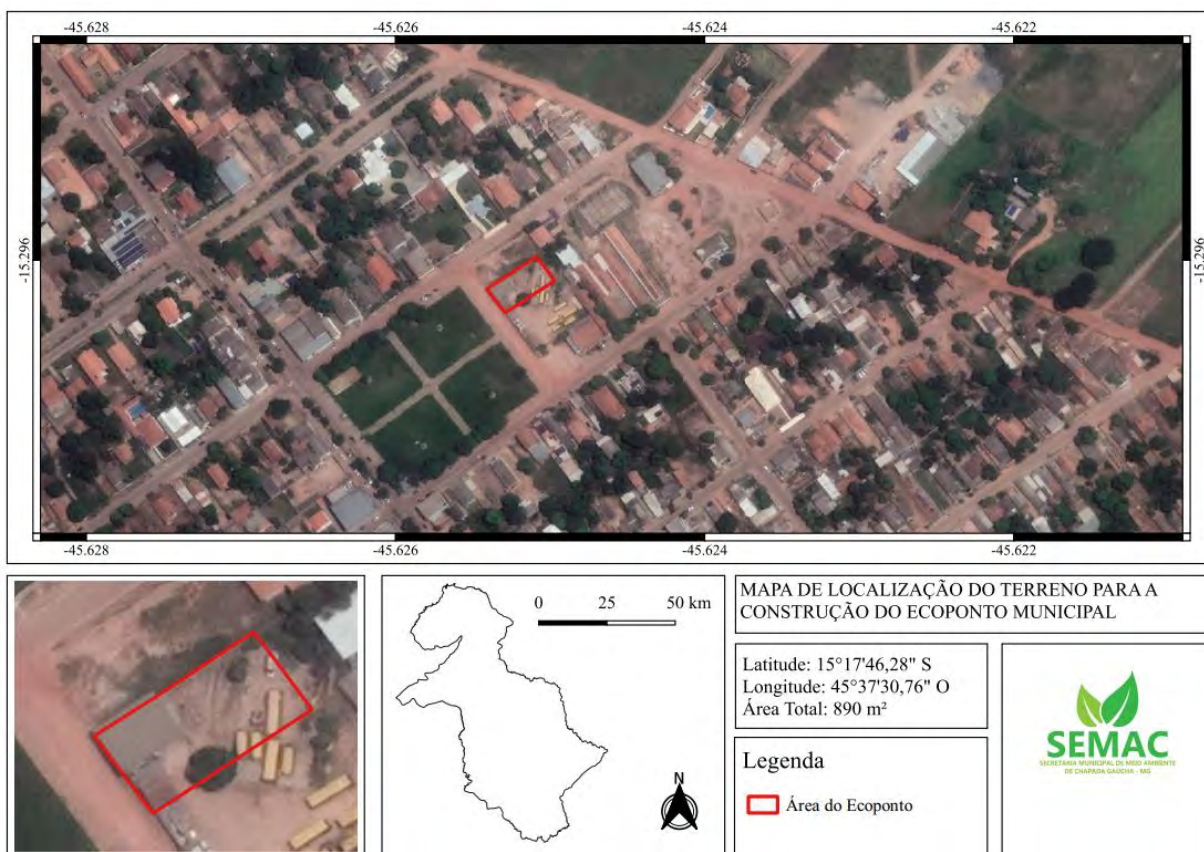 -45.628 -45.626 -45.624 -45.622
-15.296
-15.296
-45.628 -45.626 -45.624 -45.622
0 25 50 km
N
MAPA DE LOCALIZAÇÃO DO TERRENO PARA A
CONSTRUÇÃO DO ECOPONTO MUNICIPAL
Latitude: 15°17'46,28" S
Longitude: 45°37'30,76" O
Área Total: 890 m²
Legenda
Área do Ecoponto
SEMAC
SECRETARIA MUNICIPAL DE MEIO AMBIENTE
DE CHAPADA GAÚCHA - MG